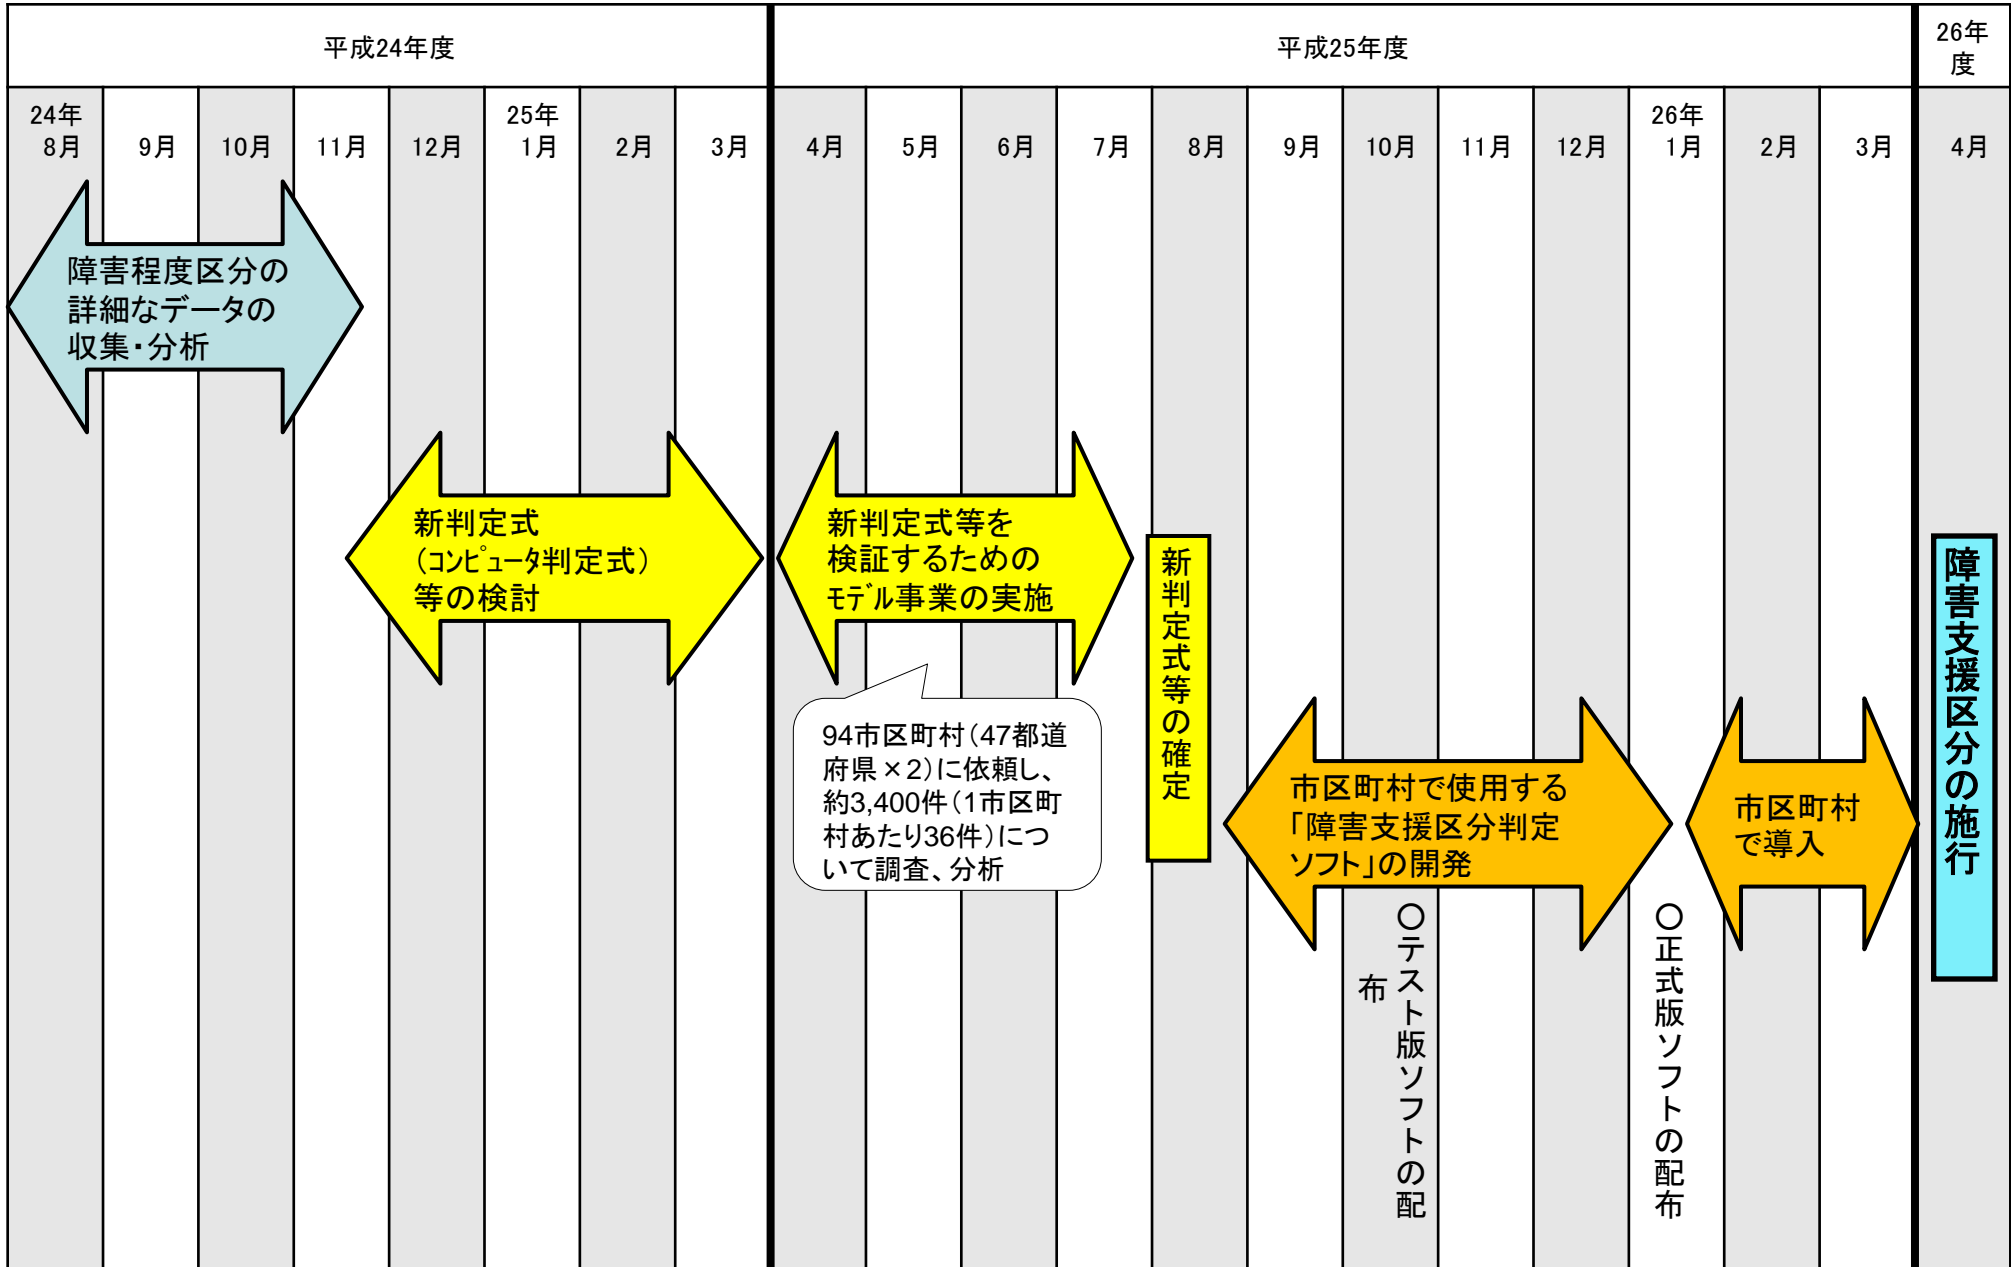 平成24年度
平成25年度
26年
度
24年
8月
9月
10月
11月
12月
25年
1月
2月
3月
4月
5月
6月
7月
8月
9月
10月
11月
12月
26年
1月
2月
3月
4月
障害程度区分の
詳細なデータの
収集・分析
新判定式
（ｺﾝﾋﾟｭｰﾀ判定式）
等の検討
新判定式等を
検証するための
ﾓﾃﾞﾙ事業の実施
94市区町村（47都道
府県×2）に依頼し、
約3,400件（1市区町
村あたり36件）につ
いて調査、分析
新判定式等の確定
市区町村で使用する
「障害支援区分判定
ソフト」の開発
市区町村
で導入
○テスト版ソフトの配
布
○正式版ソフトの配布
障害支援区分の施行